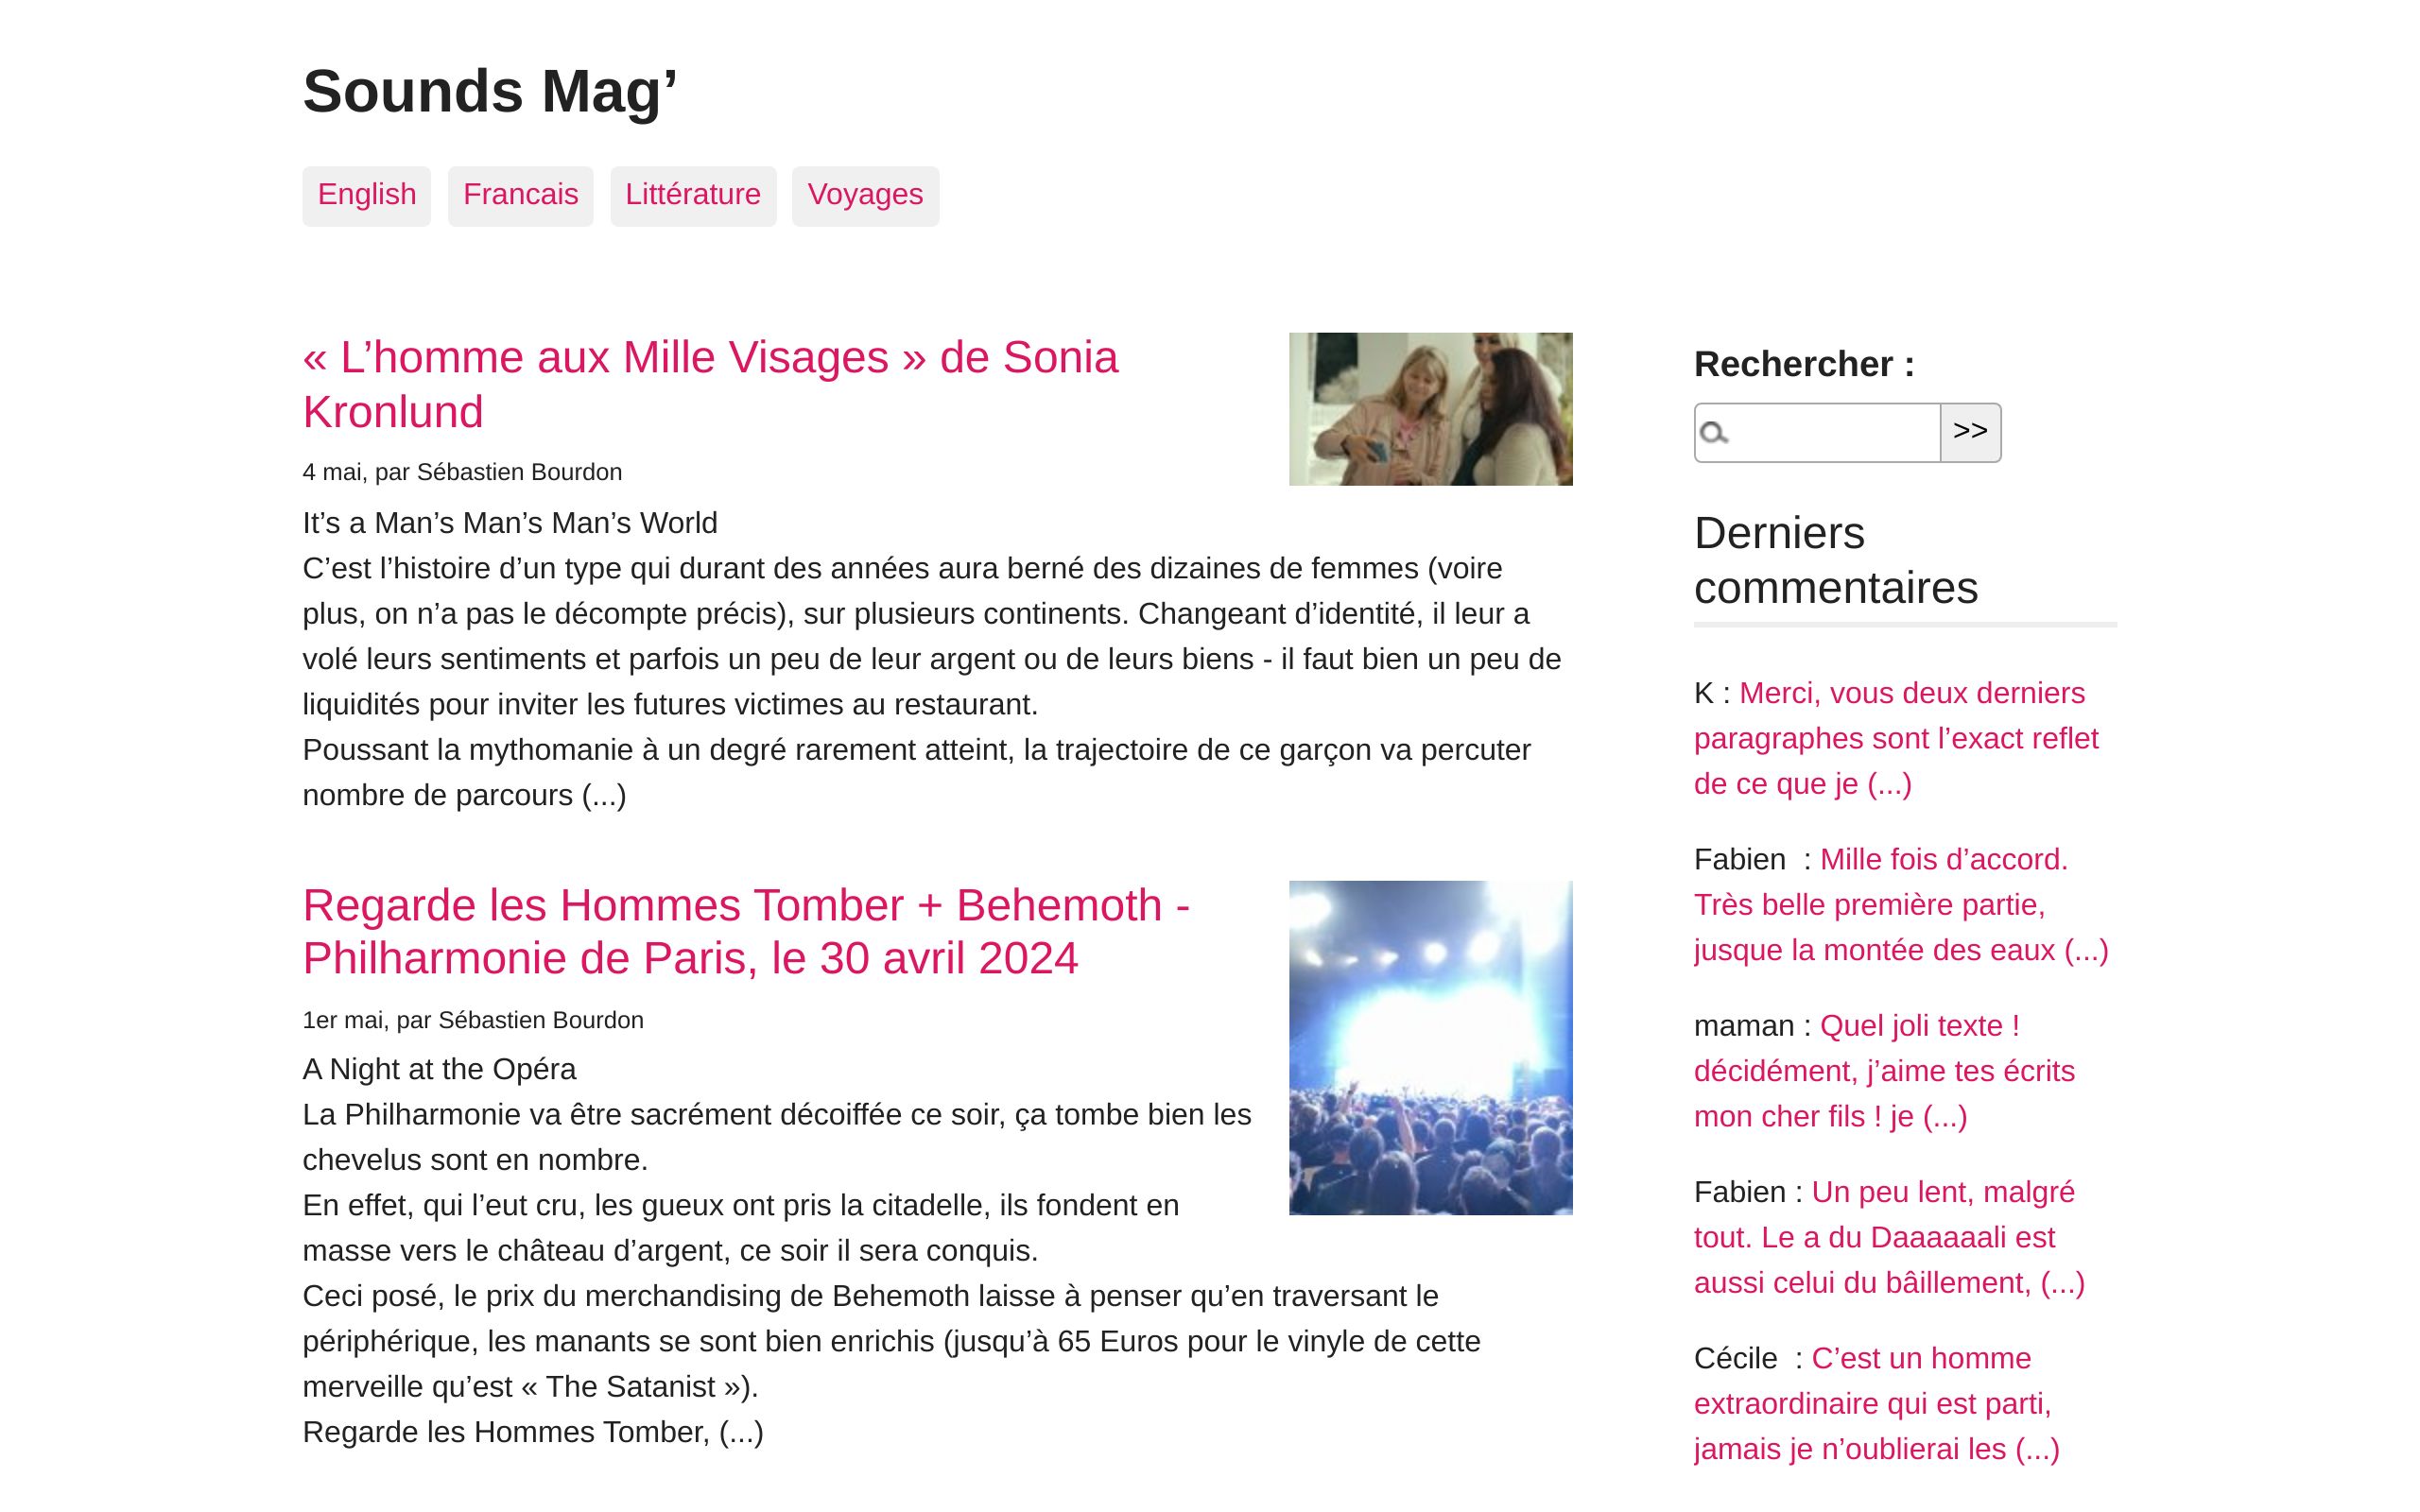 Sounds Mag’
English
Francais
Littérature
Voyages
« L’homme aux Mille Visages » de Sonia
Kronlund
4 mai, par Sébastien Bourdon
It’s a Man’s Man’s Man’s World
C’est l’histoire d’un type qui durant des années aura berné des dizaines de femmes (voire
plus, on n’a pas le décompte précis), sur plusieurs continents. Changeant d’identité, il leur a
volé leurs sentiments et parfois un peu de leur argent ou de leurs biens - il faut bien un peu de
liquidités pour inviter les futures victimes au restaurant.
Poussant la mythomanie à un degré rarement atteint, la trajectoire de ce garçon va percuter
nombre de parcours (...)
Regarde les Hommes Tomber + Behemoth -
Philharmonie de Paris, le 30 avril 2024
1er mai, par Sébastien Bourdon
A Night at the Opéra
La Philharmonie va être sacrément décoiffée ce soir, ça tombe bien les
chevelus sont en nombre.
En effet, qui l’eut cru, les gueux ont pris la citadelle, ils fondent en
masse vers le château d’argent, ce soir il sera conquis.
Ceci posé, le prix du merchandising de Behemoth laisse à penser qu’en traversant le
périphérique, les manants se sont bien enrichis (jusqu’à 65 Euros pour le vinyle de cette
merveille qu’est « The Satanist »).
Regarde les Hommes Tomber, (...)
Rechercher :
>>
Derniers
commentaires
K : Merci, vous deux derniers
paragraphes sont l’exact reflet
de ce que je (...)
Fabien  : Mille fois d’accord.
Très belle première partie,
jusque la montée des eaux (...)
maman : Quel joli texte !
décidément, j’aime tes écrits
mon cher fils ! je (...)
Fabien : Un peu lent, malgré
tout. Le a du Daaaaaali est
aussi celui du bâillement, (...)
Cécile  : C’est un homme
extraordinaire qui est parti,
jamais je n’oublierai les (...)